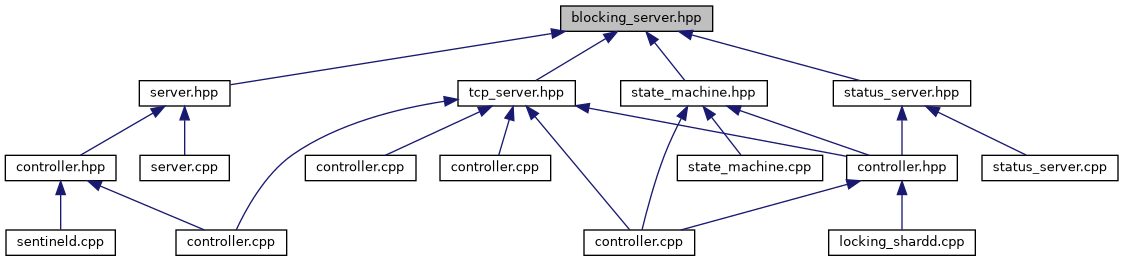 blocking_server.hpp
server.hpp
tcp_server.hpp
state_machine.hpp
status_server.hpp
controller.hpp
server.cpp
controller.cpp
controller.cpp
state_machine.cpp
controller.hpp
status_server.cpp
sentineld.cpp
controller.cpp
controller.cpp
locking_shardd.cpp